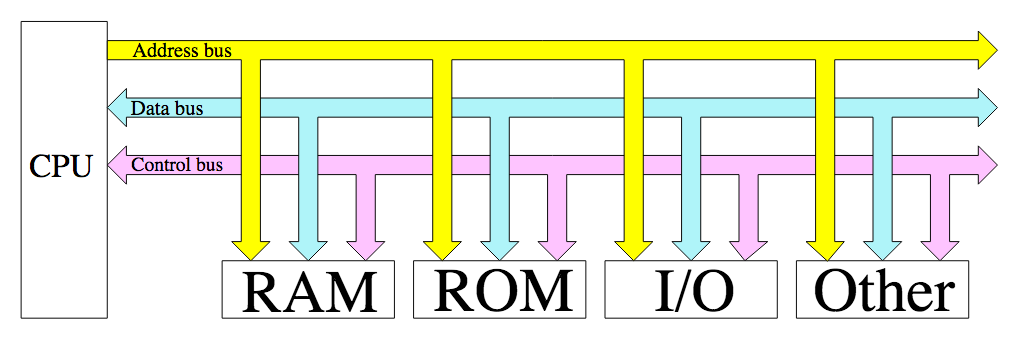 Address bus
Data bus
CPU
Control bus
RAM
ROM
I/O
Other